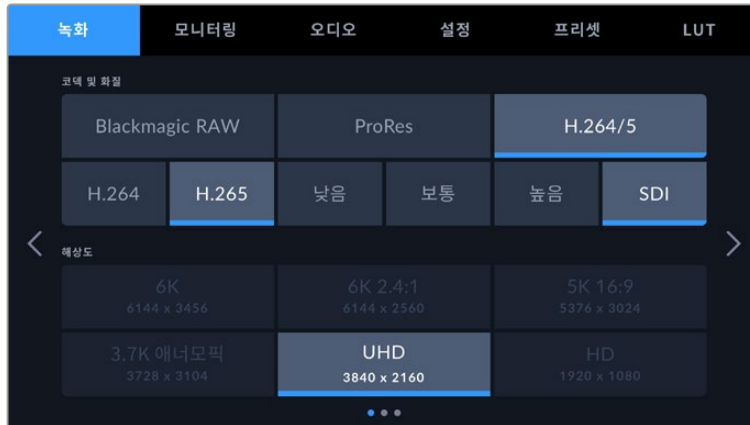 녹화 모니터링 오디오 설정 프리셋 LUT
코덱 및 화질
Blackmagic RAW ProRes H.264/5
H.264 H.265 낮음 보통 높음 SDI
해상도
6K 6K 2.4:1 5K 16:9
6144 x 3456 6144 x 2560 5376 x 3024
3.7K 애너모픽 UHD HD
3728 x 3104 3840 x 2160 1920 x 1080